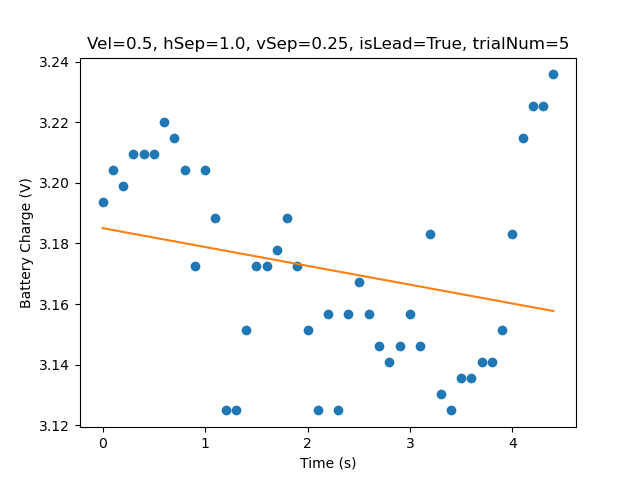 Vel=0.5, hSep=1.0, vSep=0.25, isLead=True, trialNum=5
3.24
3.22
3.20
3.18
3.16
3.14
3.12
Battery Charge (V)
0 1 2 3 4
Time (s)